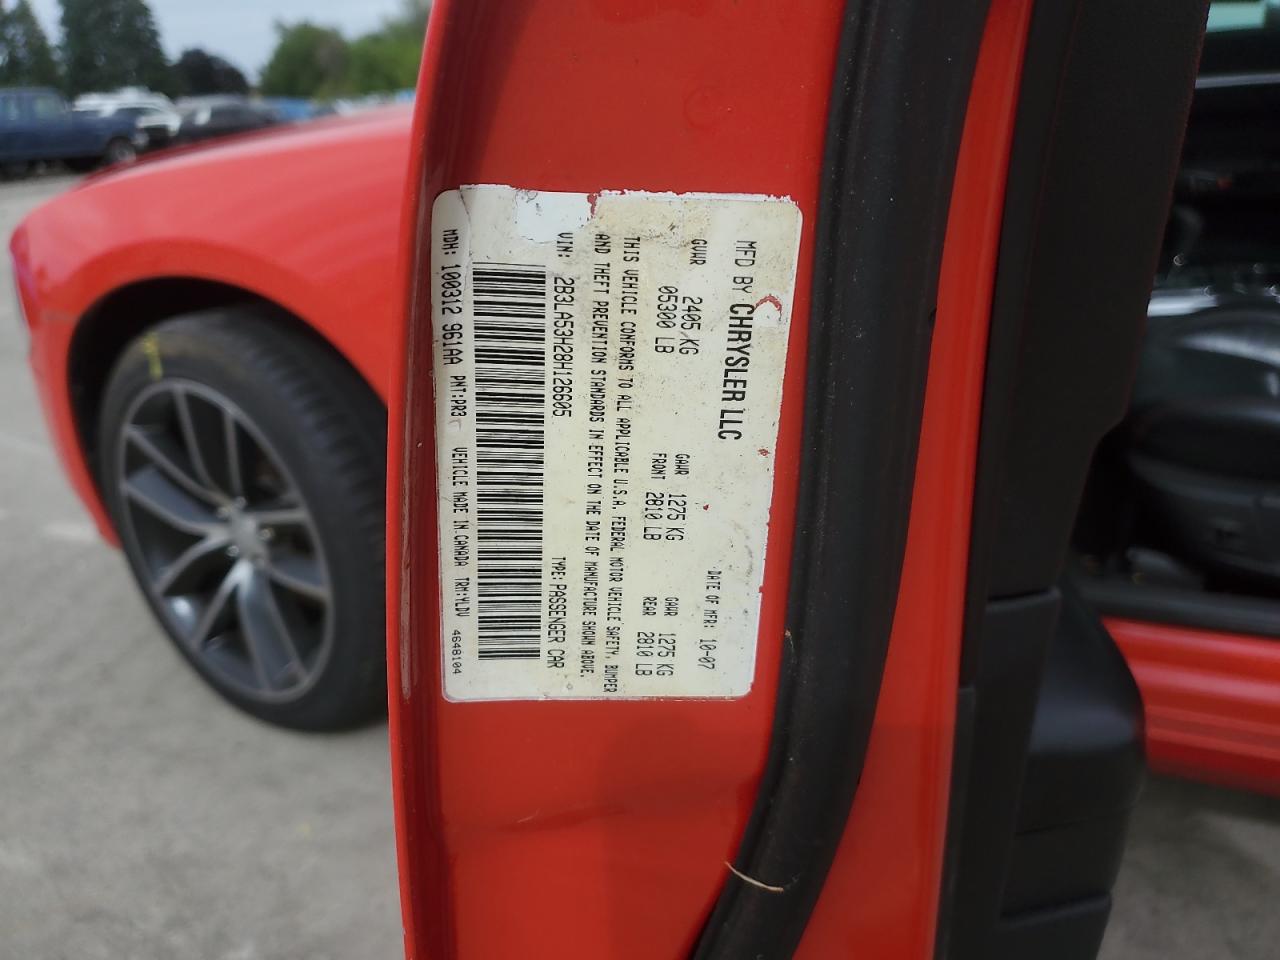 MFD BY CHRYSLER LLC DATE OF MFR: 10-07
GVWR 2405 KG GAWR 1275 KG GAWR 1275 KG
05300 LB FRONT 2810 LB REAR 2810 LB
THIS VEHICLE CONFORMS TO ALL APPLICABLE U.S.A. FEDERAL MOTOR VEHICLE SAFETY, BUMPER
AND THEFT PREVENTION STANDARDS IN EFFECT ON THE DATE OF MANUFACTURE SHOWN ABOVE.
VIN: 2B3LA53H28H126605 TYPE: PASSENGER CAR
MDH: 100312 961AA PNT:PR3 VEHICLE MADE IN CANADA TRM:YLDV 4648104